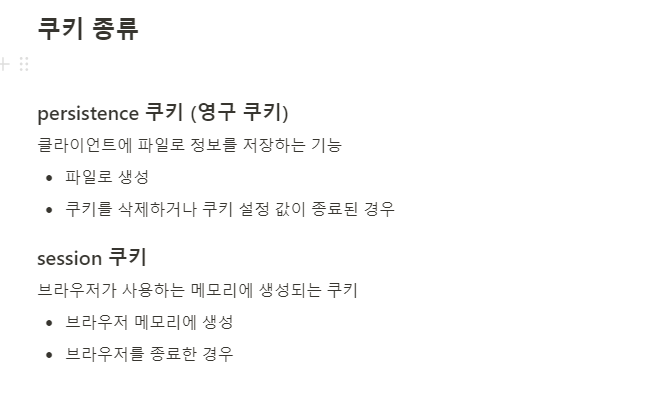 쿠키 종류
persistence 쿠키 (영구 쿠키)
클라이언트에 파일로 정보를 저장하는 기능
• 파일로 생성
• 쿠키를 삭제하거나 쿠키 설정 값이 종료된 경우
session 쿠키
브라우저가 사용하는 메모리에 생성되는 쿠키
• 브라우저 메모리에 생성
• 브라우저를 종료한 경우